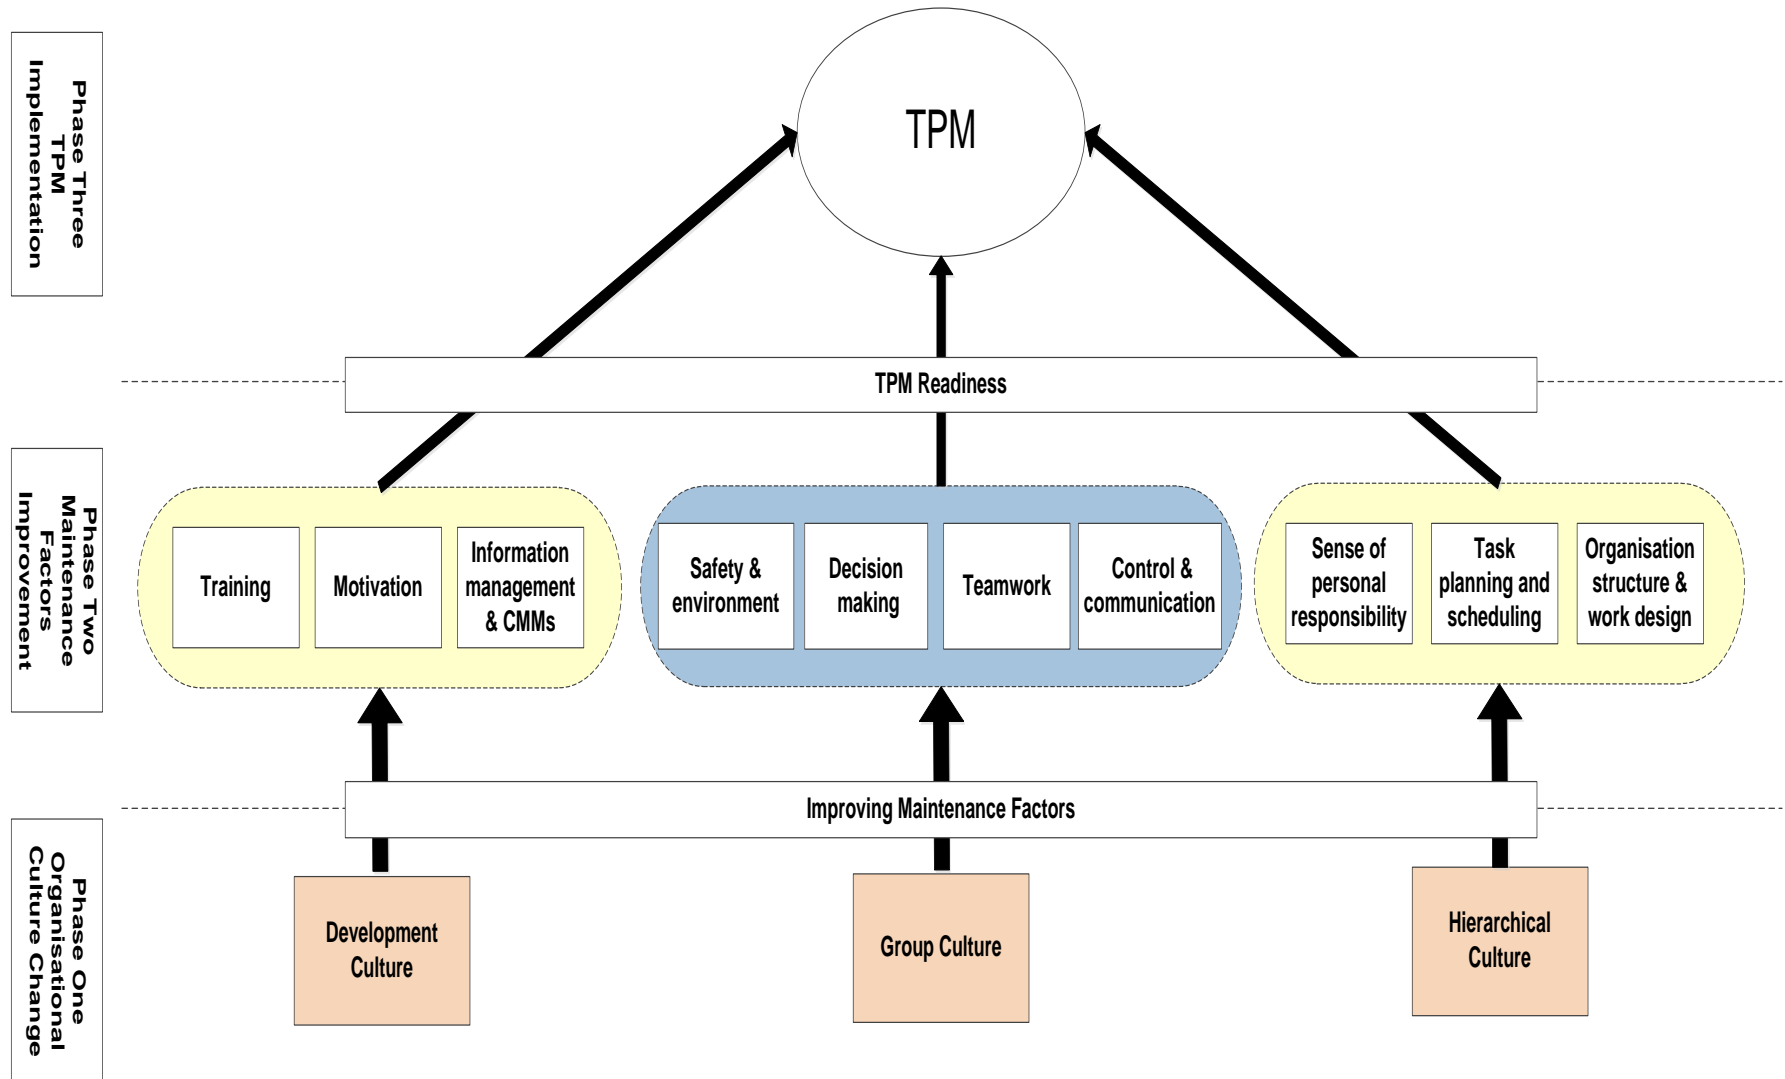 Phase Three
TPM
Implementation
TPM
TPM Readiness
Phase Two
Maintenance
Factors
Improvement
Training
Motivation
Information
management
& CMMs
Safety &
environment
Decision
making
Teamwork
Control &
communication
Sense of
personal
responsibility
Task
planning and
scheduling
Organisation
structure &
work design
Improving Maintenance Factors
Phase One
Organisational
Culture Change
Development
Culture
Group Culture
Hierarchical
Culture